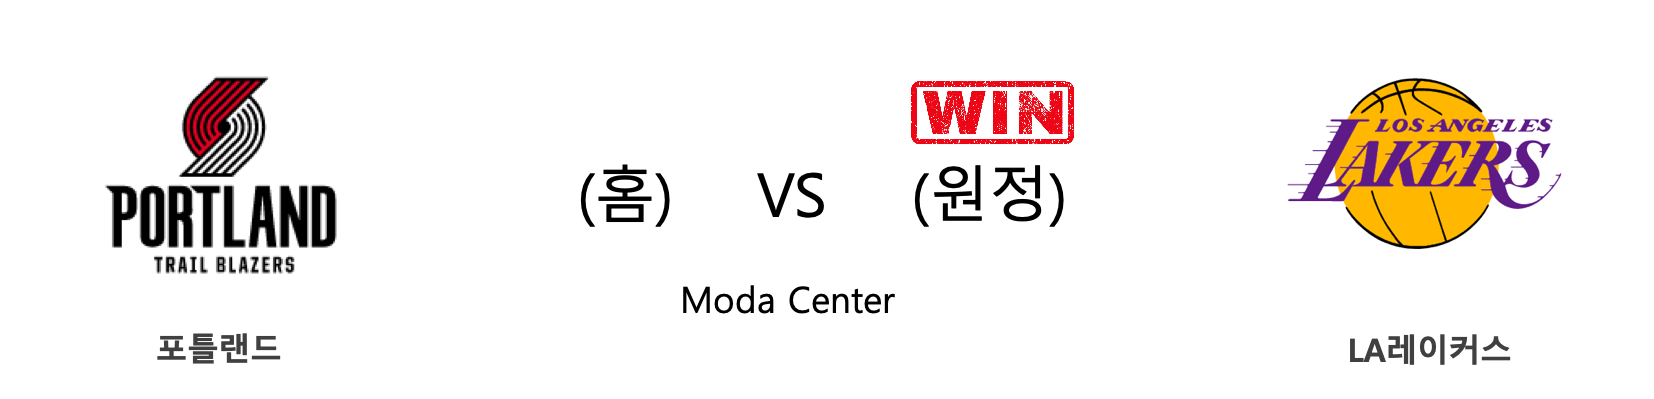 WIN
(홈) VS (원정)
Moda Center
PORTLAND
TRAIL BLAZERS
포틀랜드
LOS ANGELES
LAKERS
LA레이커스